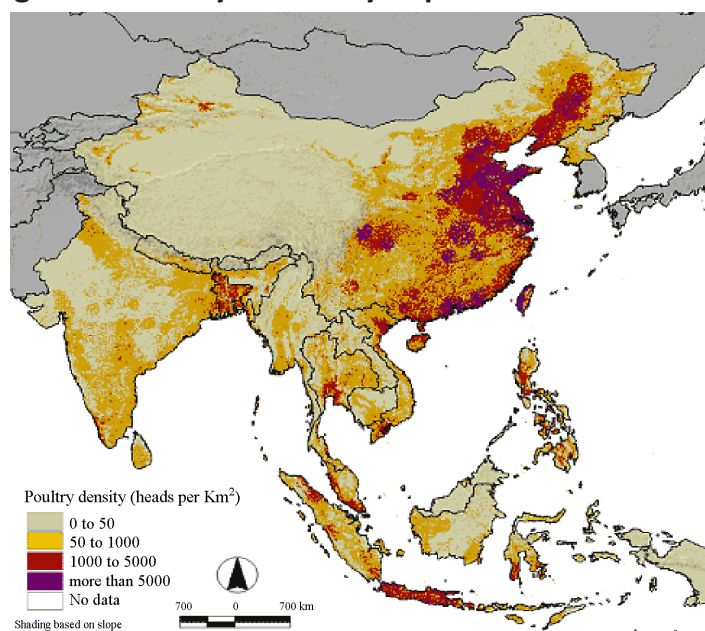 Poultry density (heads per Km²)
0 to 50
50 to 1000
1000 to 5000
more than 5000
No data
700 0 700 km
Shading based on slope